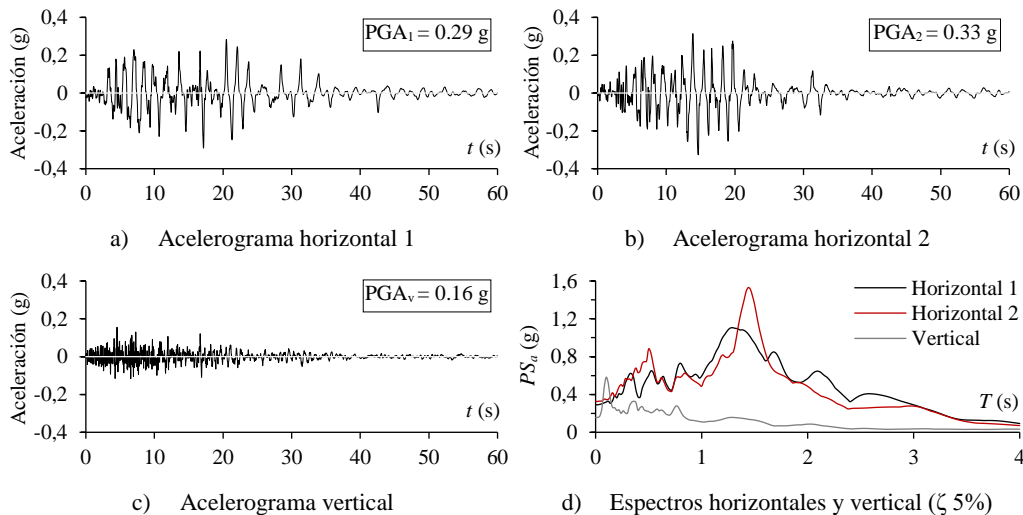 0,4
0,2
0
-0,2
-0,4
Aceleración (g)
PGA₁ = 0.29 g
t (s)
0 10 20 30 40 50 60
a) Acelerograma horizontal 1
0,4
0,2
0
-0,2
-0,4
Aceleración (g)
PGA₂ = 0.33 g
t (s)
0 10 20 30 40 50 60
b) Acelerograma horizontal 2
0,4
0,2
0
-0,2
-0,4
Aceleración (g)
PGAᵥ = 0.16 g
t (s)
0 10 20 30 40 50 60
c) Acelerograma vertical
1,6
1,2
0,8
0,4
0
PSₐ (g)
Horizontal 1
Horizontal 2
Vertical
T (s)
0 1 2 3 4
d) Espectros horizontales y vertical (ζ 5%)